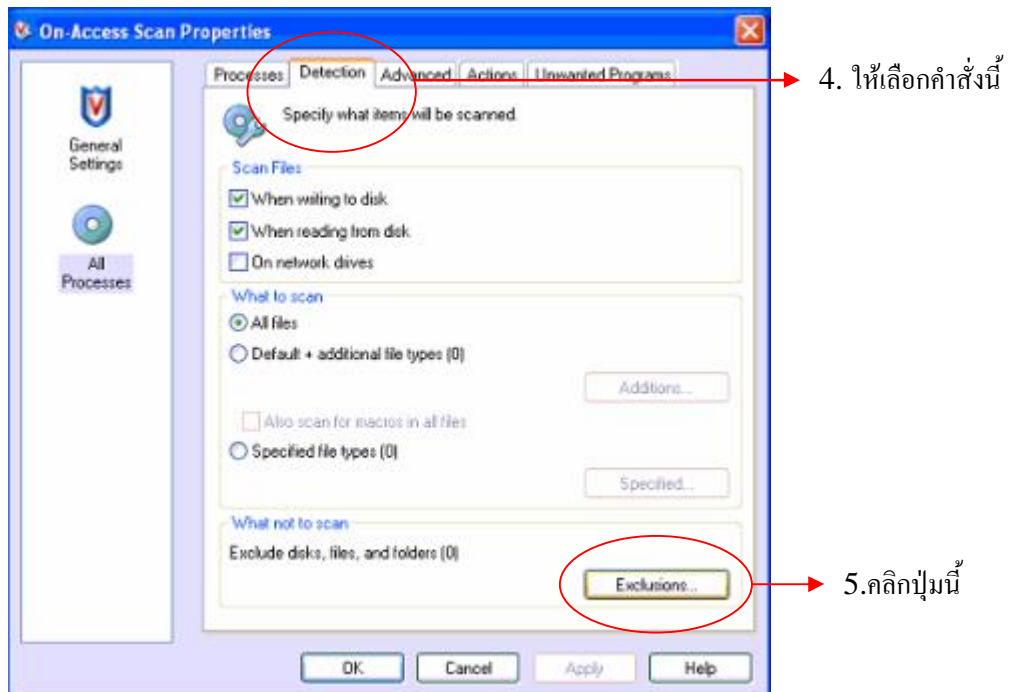 On-Access Scan Properties
Processes Detection Advanced Actions Unwanted Programs
4. ให้เลือกคำสั่งนี้
Specify what items will be scanned.
General
Settings
Scan Files
When writing to disk
When reading from disk
On network drives
All
Processes
What to scan
All files
Default + additional file types (0)
Additions...
Also scan for macros in all files
Specified file types (0)
Specified...
What not to scan
Exclude disks, files, and folders (0)
Exclusions...
5.คลิกปุ่มนี้
OK Cancel Apply Help